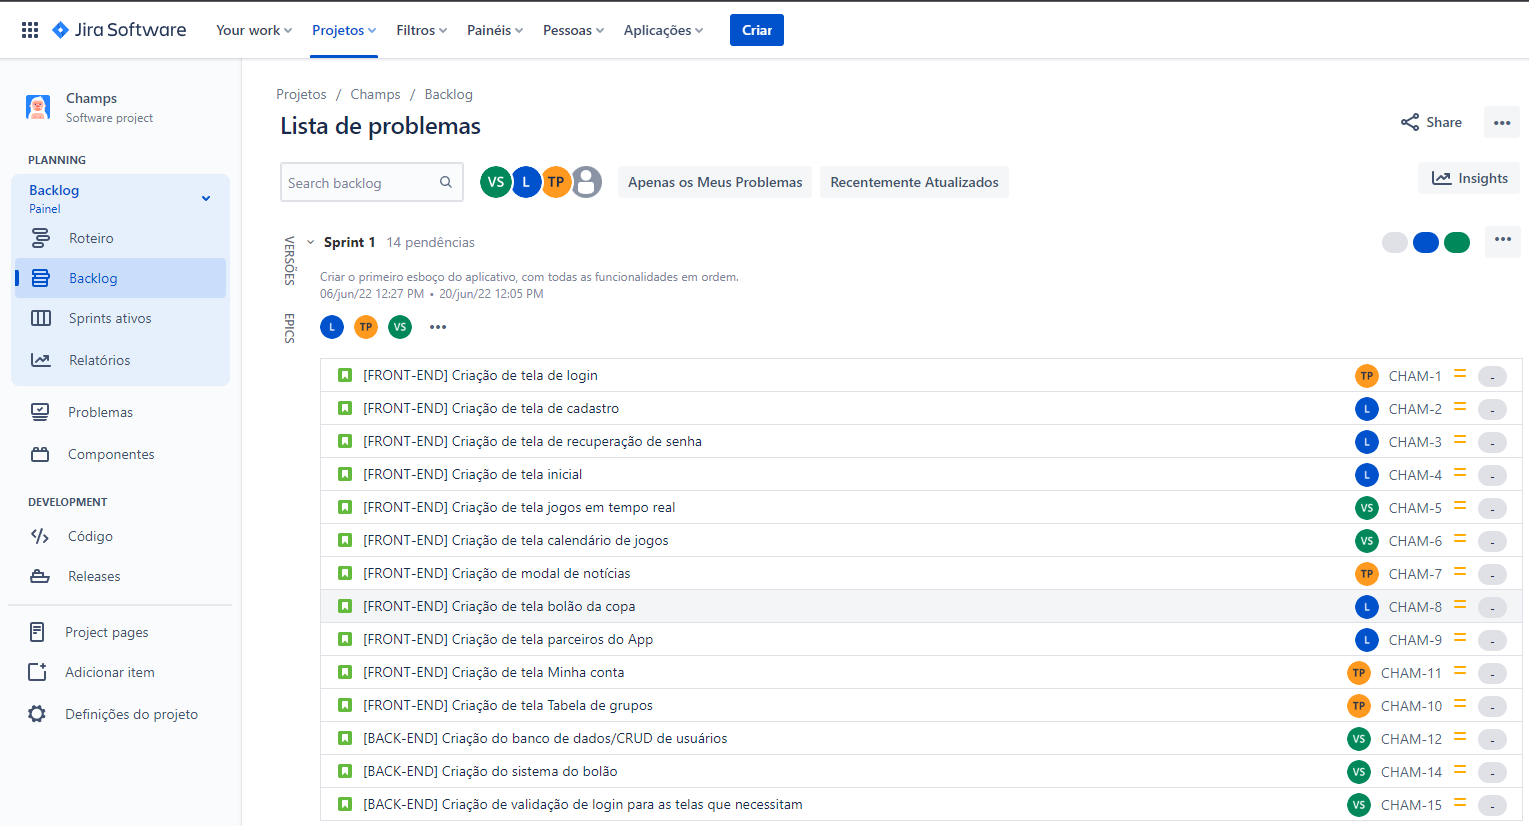 Jira Software Your work Projetos Filtros Painéis Pessoas Aplicações Criar
Champs
Software project
PLANNING
Backlog
Painel
Roteiro
Backlog
Sprints ativos
Relatórios
Problemas
Componentes
DEVELOPMENT
Código
Releases
Project pages
Adicionar item
Definições do projeto
Projetos / Champs / Backlog
Lista de problemas
Share
Search backlog VS L TP Apenas os Meus Problemas Recentemente Atualizados Insights
VERSÕES
EPICS
Sprint 1 14 pendências
Criar o primeiro esboço do aplicativo, com todas as funcionalidades em ordem.
06/jun/22 12:27 PM • 20/jun/22 12:05 PM
L TP VS
[FRONT-END] Criação de tela de login TP CHAM-1 -
[FRONT-END] Criação de tela de cadastro L CHAM-2 -
[FRONT-END] Criação de tela de recuperação de senha L CHAM-3 -
[FRONT-END] Criação de tela inicial L CHAM-4 -
[FRONT-END] Criação de tela jogos em tempo real VS CHAM-5 -
[FRONT-END] Criação de tela calendário de jogos VS CHAM-6 -
[FRONT-END] Criação de modal de notícias TP CHAM-7 -
[FRONT-END] Criação de tela bolão da copa L CHAM-8 -
[FRONT-END] Criação de tela parceiros do App L CHAM-9 -
[FRONT-END] Criação de tela Minha conta TP CHAM-11 -
[FRONT-END] Criação de tela Tabela de grupos TP CHAM-10 -
[BACK-END] Criação do banco de dados/CRUD de usuários VS CHAM-12 -
[BACK-END] Criação do sistema do bolão VS CHAM-14 -
[BACK-END] Criação de validação de login para as telas que necessitam VS CHAM-15 -